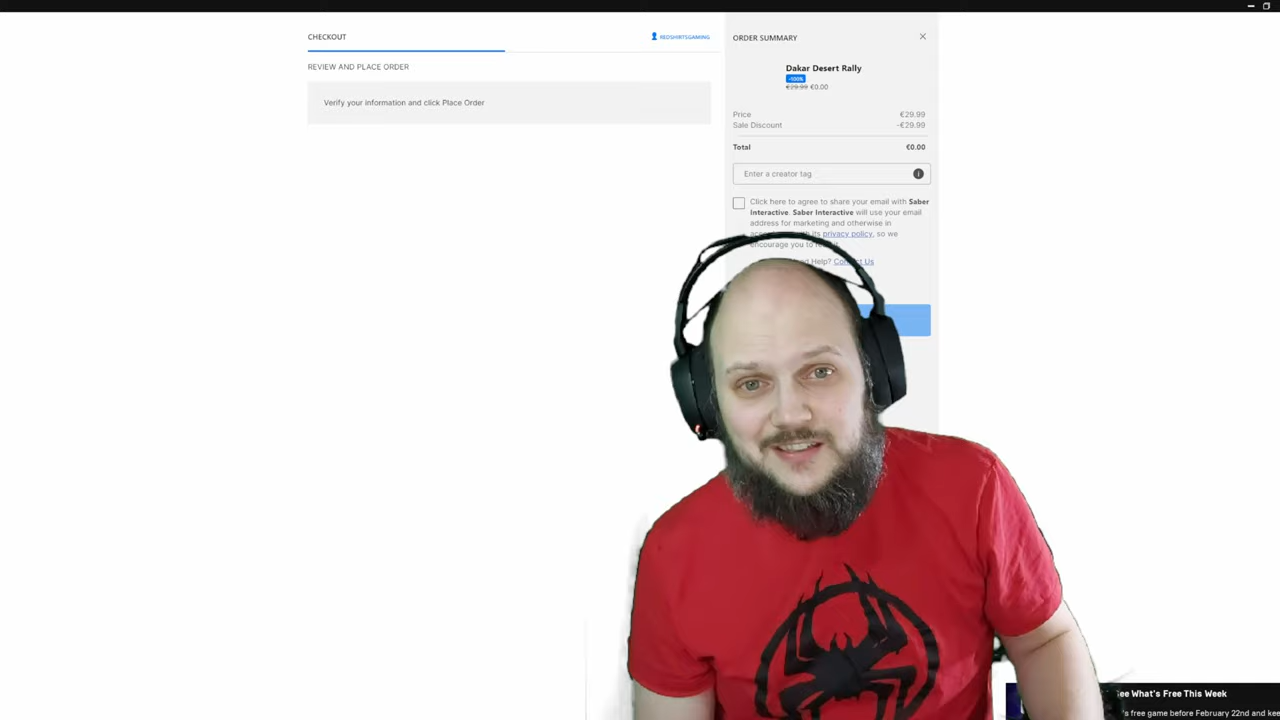 CHECKOUT
REDSHIRTSGAMING
REVIEW AND PLACE ORDER
Verify your information and click Place Order
ORDER SUMMARY
Dakar Desert Rally
-100%
€29.99 €0.00
Price €29.99
Sale Discount -€29.99
Total €0.00
Enter a creator tag
Click here to agree to share your email with Saber
Interactive. Saber Interactive will use your email
address for marketing and otherwise in
its privacy policy, so we
encourage you to
Help? Us
What's Free This Week
's free game before February 22nd and